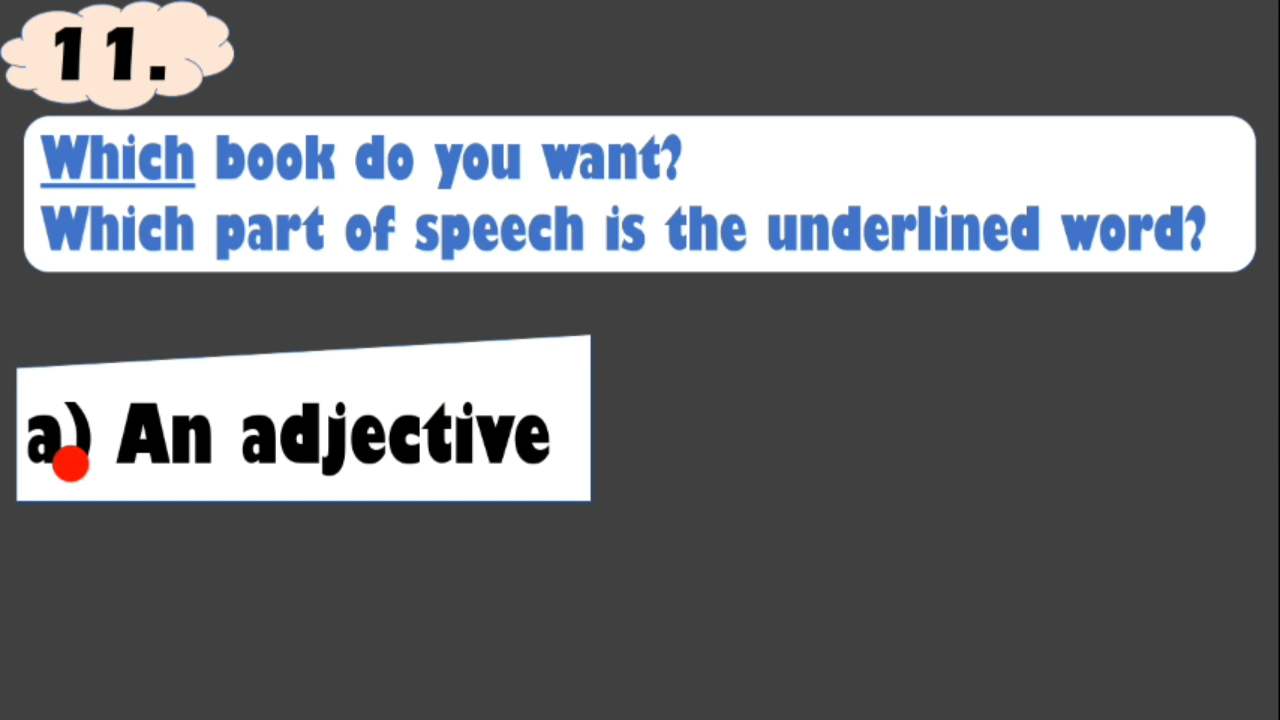 11.
Which book do you want?
Which part of speech is the underlined word?
a) An adjective